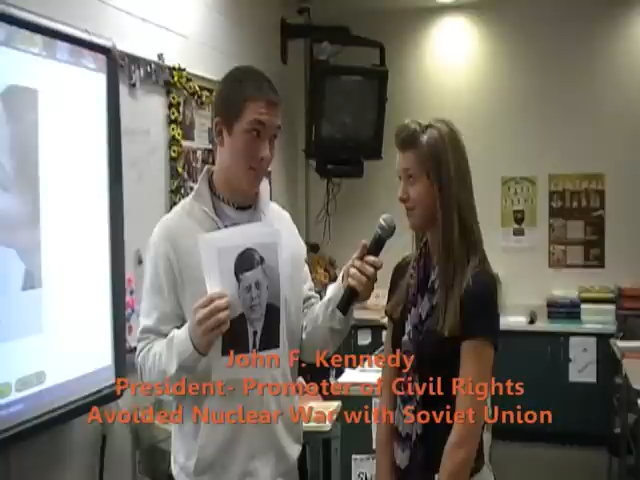 John F. Kennedy
President- Promoter of Civil Rights
Avoided Nuclear War with Soviet Union